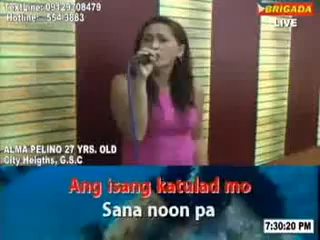 TextLine: 09129708479
Hotline: 554-3883
BRIGADA
LIVE
ALMA PELINO 27 YRS. OLD
City Heigths, G.S.C
Ang isang katulad mo
Sana noon pa
7:30:20 PM